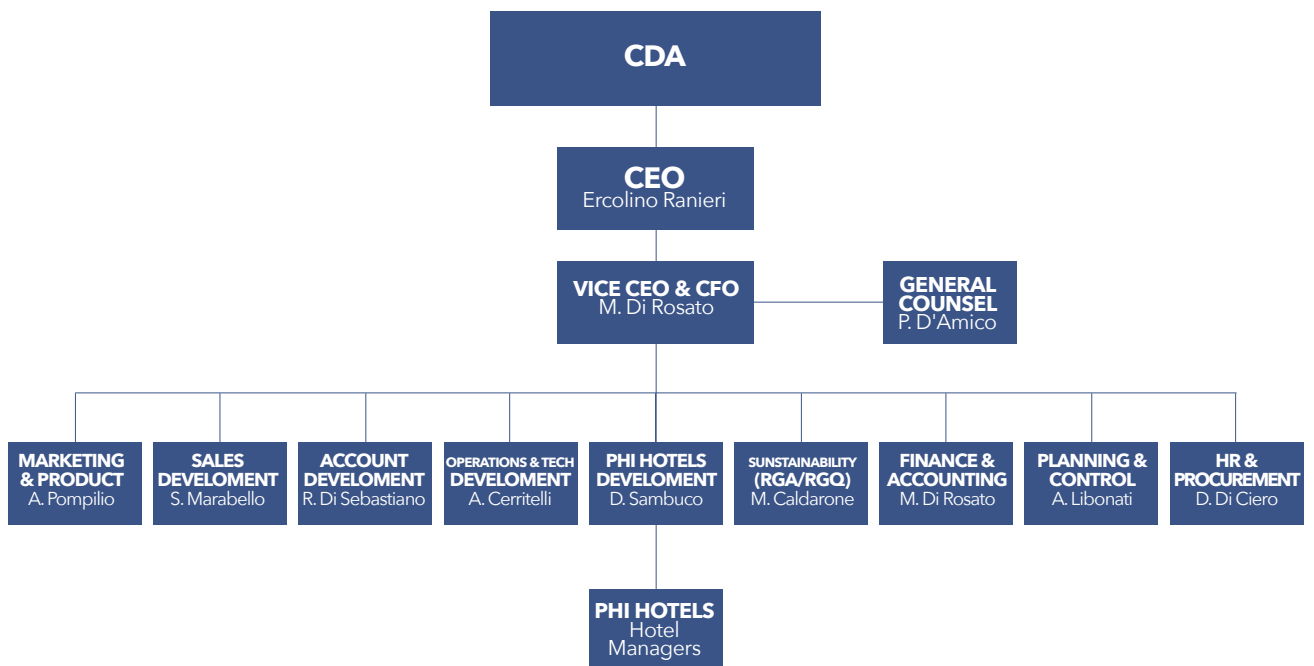 CDA
CEO
Ercolino Ranieri
VICE CEO & CFO
M. Di Rosato
GENERAL
COUNSEL
P. D'Amico
MARKETING
& PRODUCT
A. Pompilio
SALES
DEVELOMENT
S. Marabello
ACCOUNT
DEVELOMENT
R. Di Sebastiano
OPERATIONS & TECH
DEVELOMENT
A. Cerritelli
PHI HOTELS
DEVELOMENT
D. Sambuco
SUNSTAINABILITY
(RGA/RGQ)
M. Caldarone
FINANCE &
ACCOUNTING
M. Di Rosato
PLANNING &
CONTROL
A. Libonati
HR &
PROCUREMENT
D. Di Ciero
PHI HOTELS
Hotel
Managers